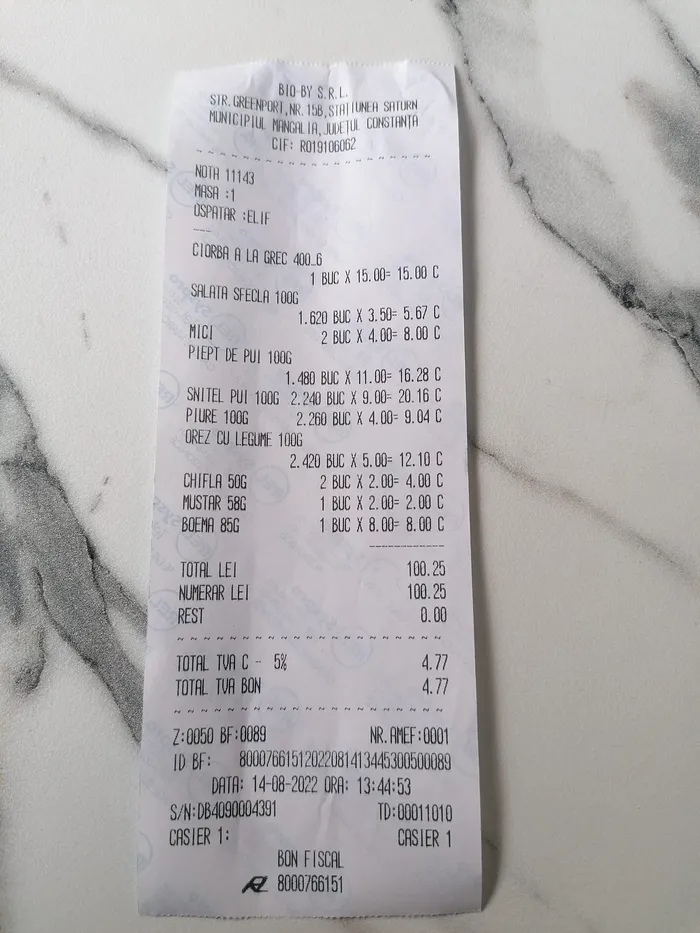 BIO-BY S.R.L.
STR. GREENPORT, NR. 15B, STATIUNEA SATURN
MUNICIPIUL MANGALIA, JUDEȚUL CONSTANȚA
CIF: RO19106062
NOTA 11143
MASA :1
OSPATAR :ELIF
---
CIORBA A LA GREC 400_6
1 BUC X 15.00= 15.00 C
SALATA SFECLA 100G
1.620 BUC X 3.50= 5.67 C
MICI 2 BUC X 4.00= 8.00 C
PIEPT DE PUI 100G
1.480 BUC X 11.00= 16.28 C
SNITEL PUI 100G 2.240 BUC X 9.00= 20.16 C
PIURE 100G 2.260 BUC X 4.00= 9.04 C
OREZ CU LEGUME 100G
2.420 BUC X 5.00= 12.10 C
CHIFLA 50G 2 BUC X 2.00= 4.00 C
MUSTAR 58G 1 BUC X 2.00= 2.00 C
BOEMA 85G 1 BUC X 8.00= 8.00 C
TOTAL LEI 100.25
NUMERAR LEI 100.25
REST 0.00
TOTAL TVA C - 5% 4.77
TOTAL TVA BON 4.77
Z:0050 BF:0089 NR.AMEF:0001
ID BF: 80007661512022081413445300500089
DATA: 14-08-2022 ORA: 13:44:53
S/N:DB4090004391 TD:00011010
CASIER 1: CASIER 1
BON FISCAL
8000766151